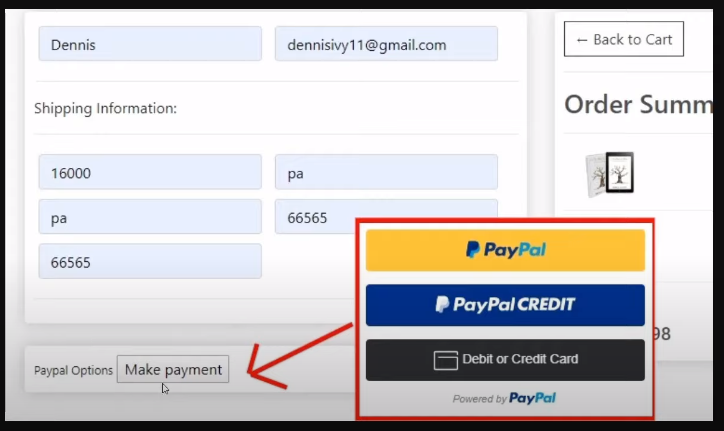 Dennis
dennisivy11@gmail.com
← Back to Cart
Shipping Information:
Order Summ
16000
pa
pa
66565
66565
PayPal
PayPal CREDIT
98
Debit or Credit Card
Paypal Options Make payment
Powered by PayPal